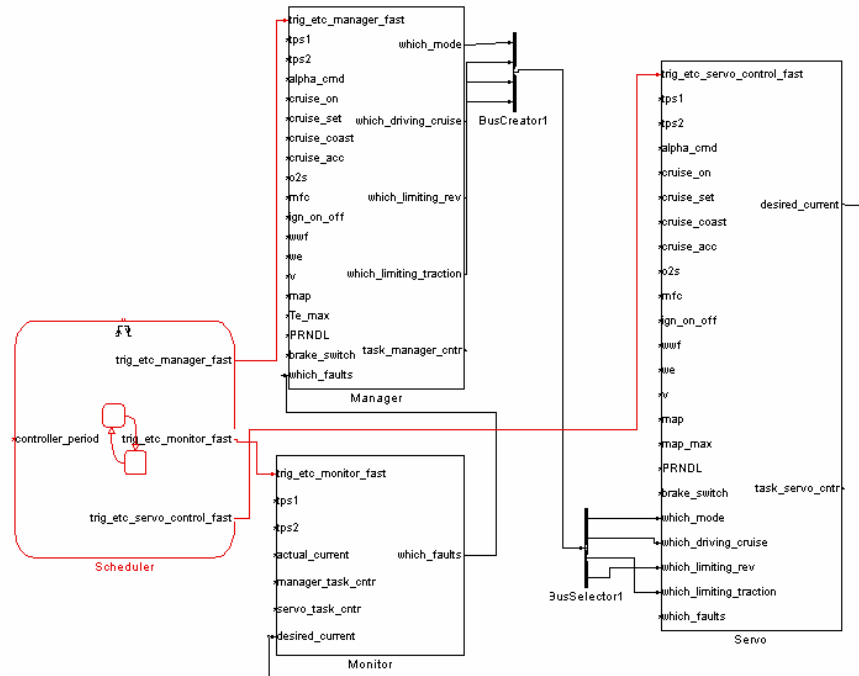 trig_etc_manager_fast
tps1
tps2
alpha_cmd
cruise_on
cruise_set
cruise_coast
cruise_acc
o2s
mfc
ign_on_off
wwf
we
v
map
Te_max
PRNDL
brake_switch
which_faults
which_mode
which_driving_cruise
which_limiting_rev
which_limiting_traction
task_manager_cntr
Manager
BusCreator1
trig_etc_servo_control_fast
tps1
tps2
alpha_cmd
cruise_on
cruise_set
cruise_coast
cruise_acc
o2s
mfc
ign_on_off
wwf
we
v
map
map_max
PRNDL
brake_switch
which_mode
which_driving_cruise
which_limiting_rev
which_limiting_traction
which_faults
desired_current
task_servo_cntr
Servo
controller_period
trig_etc_manager_fast
trig_etc_monitor_fast
trig_etc_servo_control_fast
Scheduler
trig_etc_monitor_fast
tps1
tps2
actual_current
manager_task_cntr
servo_task_cntr
desired_current
which_faults
Monitor
BusSelector1